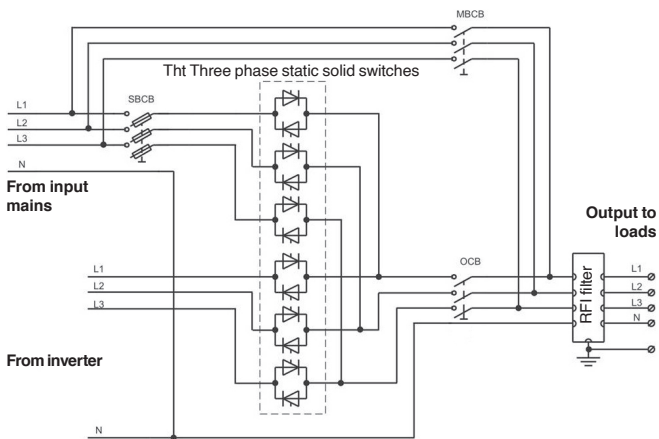 MBCB
Tht Three phase static solid switches
SBCB
L1
L2
L3
N
From input
mains
Output to
loads
L1
L2
L3
OCB
RFI filter
L1
L2
L3
N
From inverter
N